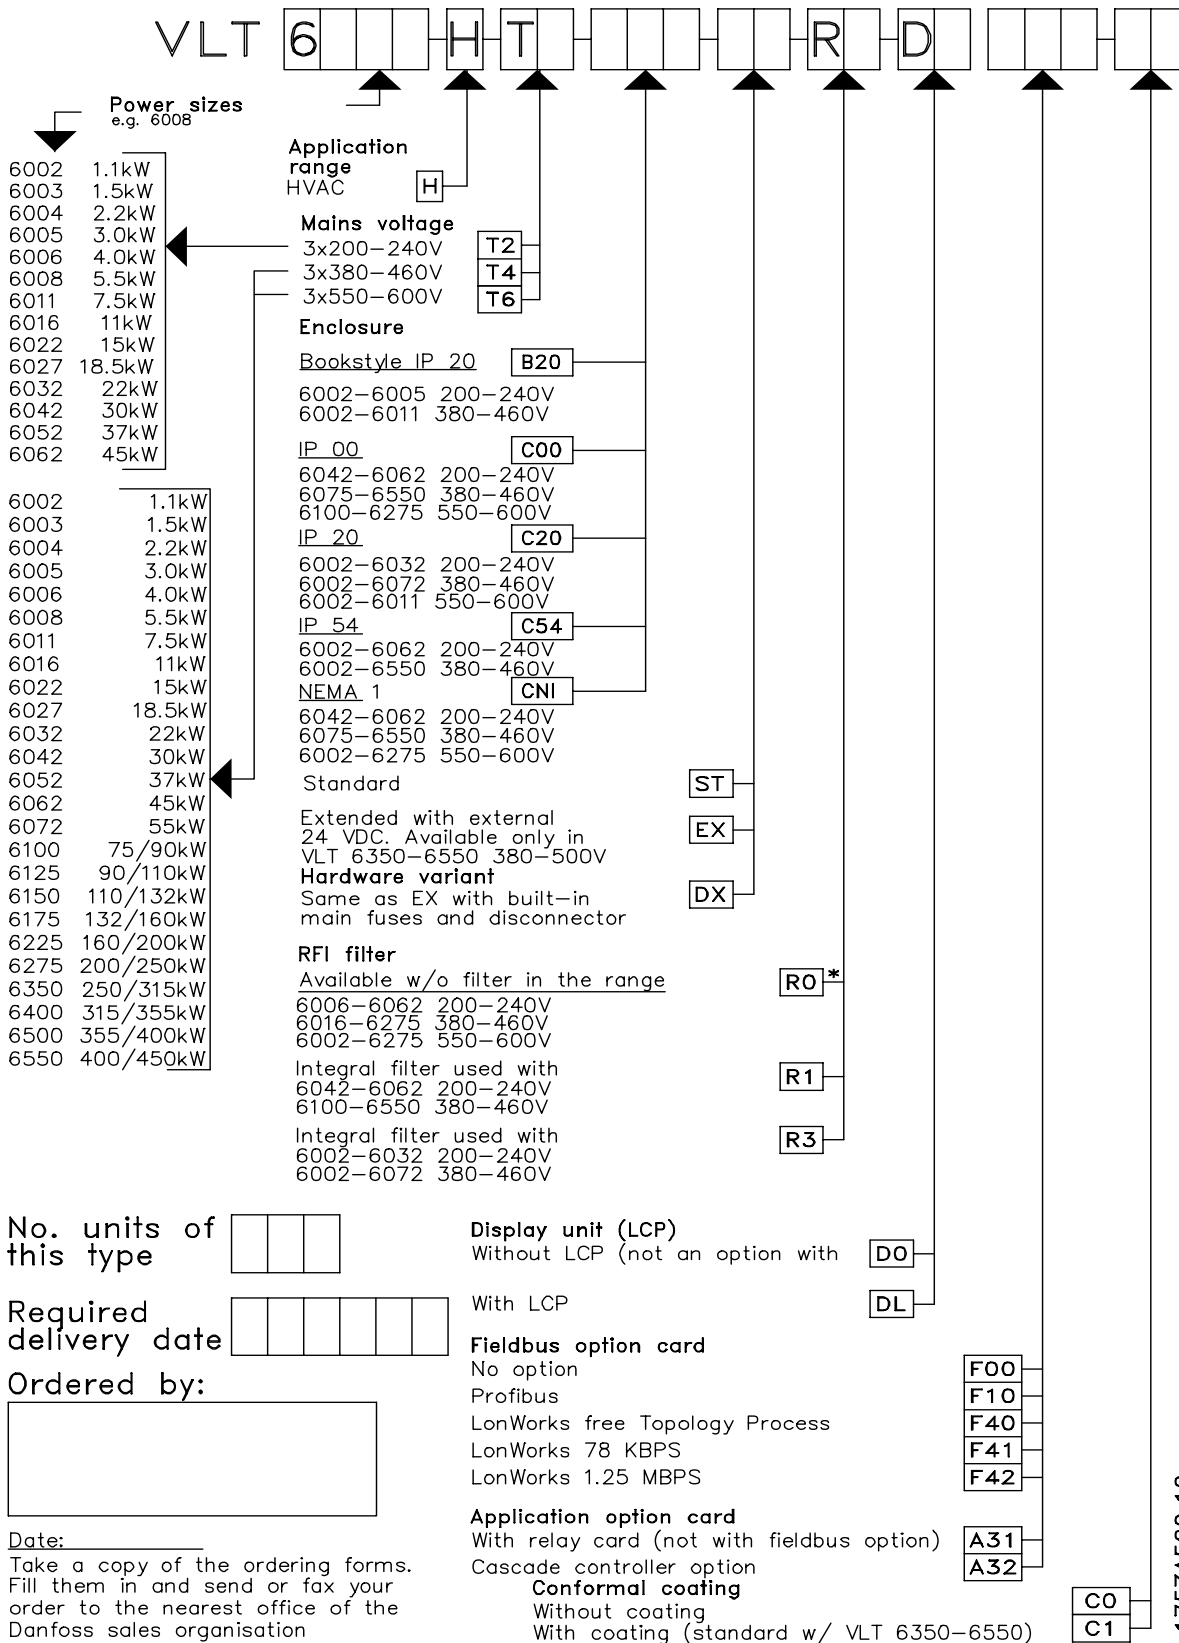 VLT 6 H T R D
Power sizes
e.g. 6008
6002 1.1kW
6003 1.5kW
6004 2.2kW
6005 3.0kW
6006 4.0kW
6008 5.5kW
6011 7.5kW
6016 11kW
6022 15kW
6027 18.5kW
6032 22kW
6042 30kW
6052 37kW
6062 45kW
6002 1.1kW
6003 1.5kW
6004 2.2kW
6005 3.0kW
6006 4.0kW
6008 5.5kW
6011 7.5kW
6016 11kW
6022 15kW
6027 18.5kW
6032 22kW
6042 30kW
6052 37kW
6062 45kW
6072 55kW
6100 75/90kW
6125 90/110kW
6150 110/132kW
6175 132/160kW
6225 160/200kW
6275 200/250kW
6350 250/315kW
6400 315/355kW
6500 355/400kW
6550 400/450kW
Application
range
HVAC H
Mains voltage
3x200-240V T2
3x380-460V T4
3x550-600V T6
Enclosure
Bookstyle IP 20 B20
6002-6005 200-240V
6002-6011 380-460V
IP 00 C00
6042-6062 200-240V
6075-6550 380-460V
6100-6275 550-600V
IP 20 C20
6002-6032 200-240V
6002-6072 380-460V
6002-6011 550-600V
IP 54 C54
6002-6062 200-240V
6002-6550 380-460V
NEMA 1 CNI
6042-6062 200-240V
6075-6550 380-460V
6002-6275 550-600V
Standard ST
Extended with external
24 VDC. Available only in EX
VLT 6350-6550 380-500V
Hardware variant
Same as EX with built-in DX
main fuses and disconnector
RFI filter
Available w/o filter in the range R0*
6006-6062 200-240V
6016-6275 380-460V
6002-6275 550-600V
Integral filter used with R1
6042-6062 200-240V
6100-6550 380-460V
Integral filter used with R3
6002-6032 200-240V
6002-6072 380-460V
No. units of
this type
Required
delivery date
Ordered by:
Date:
Take a copy of the ordering forms.
Fill them in and send or fax your
order to the nearest office of the
Danfoss sales organisation
Display unit (LCP)
Without LCP (not an option with D0
With LCP DL
Fieldbus option card
No option F00
Profibus F10
LonWorks free Topology Process F40
LonWorks 78 KBPS F41
LonWorks 1.25 MBPS F42
Application option card
With relay card (not with fieldbus option) A31
Cascade controller option A32
Conformal coating
Without coating C0
With coating (standard w/ VLT 6350-6550) C1